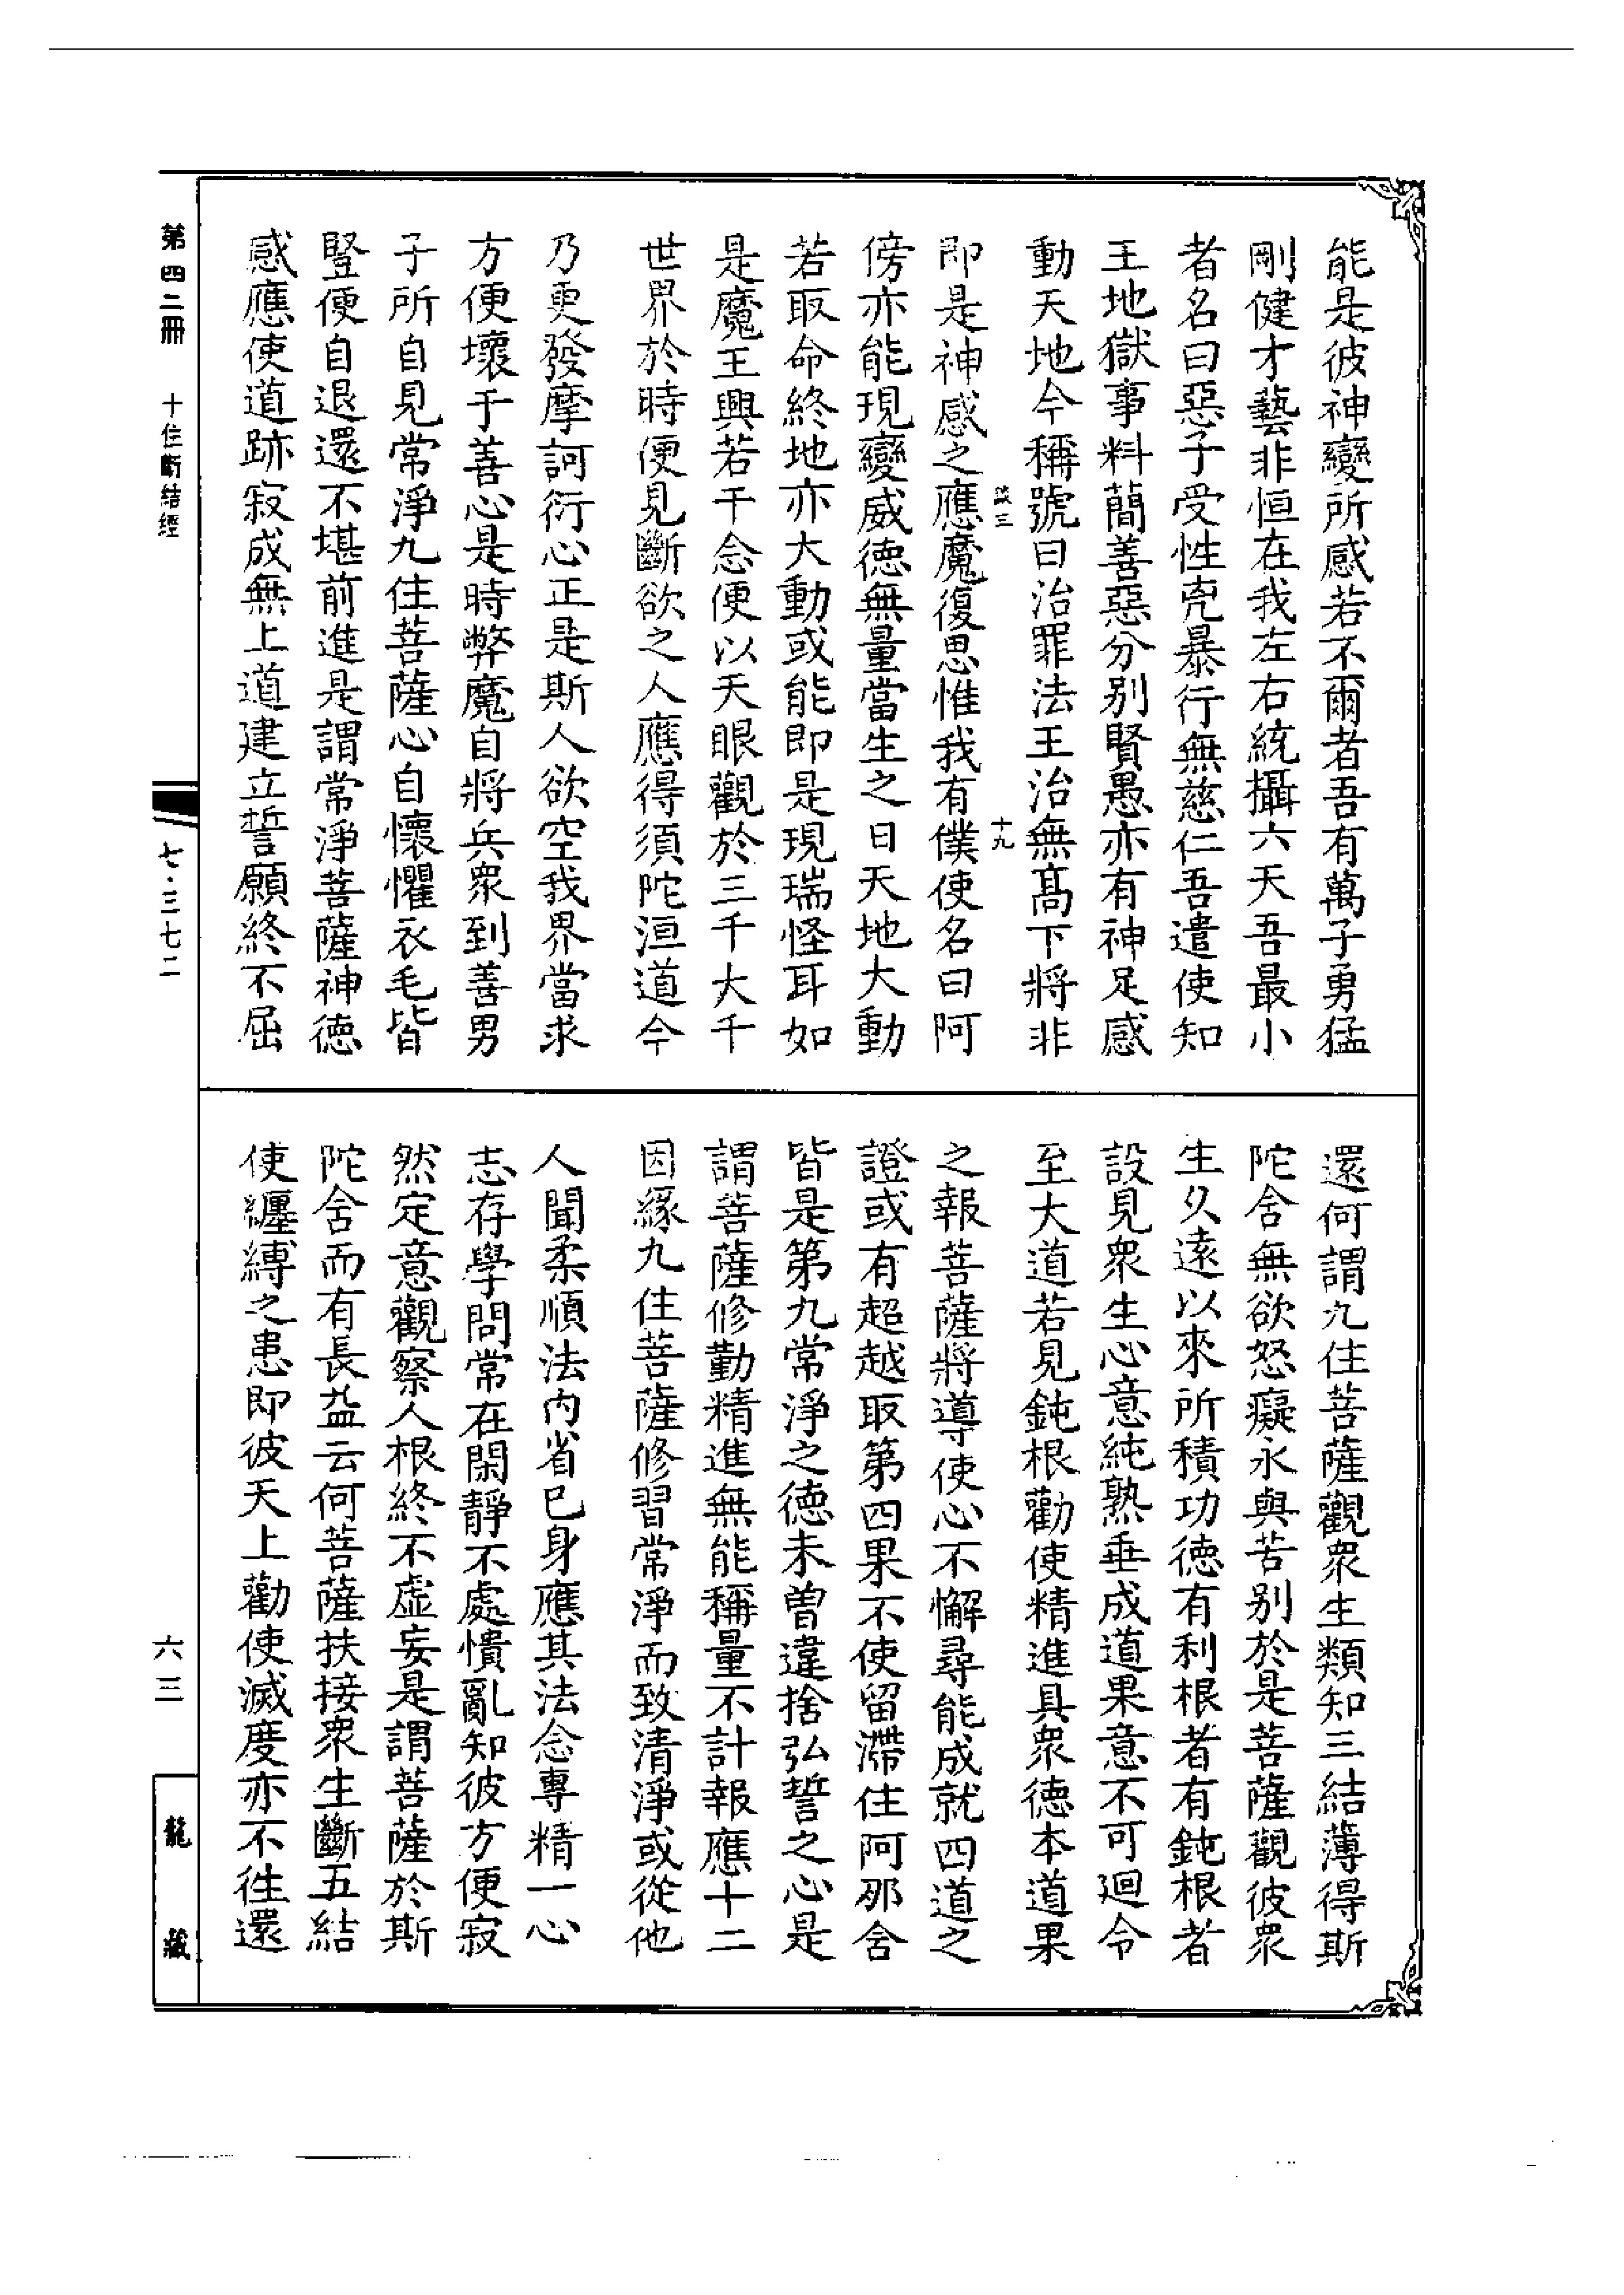 能是彼神變所感若不爾者吾有萬子勇猛
剛健才藝非恒在我左右統攝六天吾最小
者名曰惡子受性兇暴行無慈仁吾遣使知
王地獄事料簡善惡分別賢愚亦有神足感
動天地今稱號曰治罪法王治無髙下將非
十九
即是神感之應魔復思惟我有僕使名曰阿
傍亦能現變威德無量當生之日天地大動
若取命終地亦大動或能即是現瑞怪耳如
是魔王興若干念便以天眼觀於三千大千
世界於時便見斷欲之人應得須陀洹道今
乃更發摩訶衍心正是斯人欲空我界當求
方便壞于善心是時弊魔自將兵衆到善男
子所自見常淨九住菩薩心自懷懼衣毛皆
豎便自退還不堪前進是謂常淨菩薩神德
感應使道跡寂成無上道建立誓願終不屈
還何謂九住菩薩觀衆生類知三結薄得斯
陀舍無欲怒癡永與苦别於是菩薩觀彼衆
生久遠以來所積功德有利根者有鈍根者
設見衆生心意純熟垂成道果意不可迴令
至大道若見鈍根勸使精進具衆德本道果
之報菩薩將導使心不懈尋能成就四道之
證或有超越取第四果不使留滯住阿那舍
皆是第九常淨之德未曾違捨弘誓之心是
謂菩薩修勤精進無能稱量不計報應十二
因緣九住菩薩修習常淨而致清淨或從他
人聞柔順法内省已身應其法念專精一心
志存學問常在閑靜不處憒亂知彼方便寂
然定意觀察人根終不虛妄是謂菩薩於斯
陀舍而有長益云何菩薩扶接衆生斷五結
使纏縛之患即彼天上勸使滅度亦不往還
第四二冊 十住斷結經
七·三七二
六三
龍藏